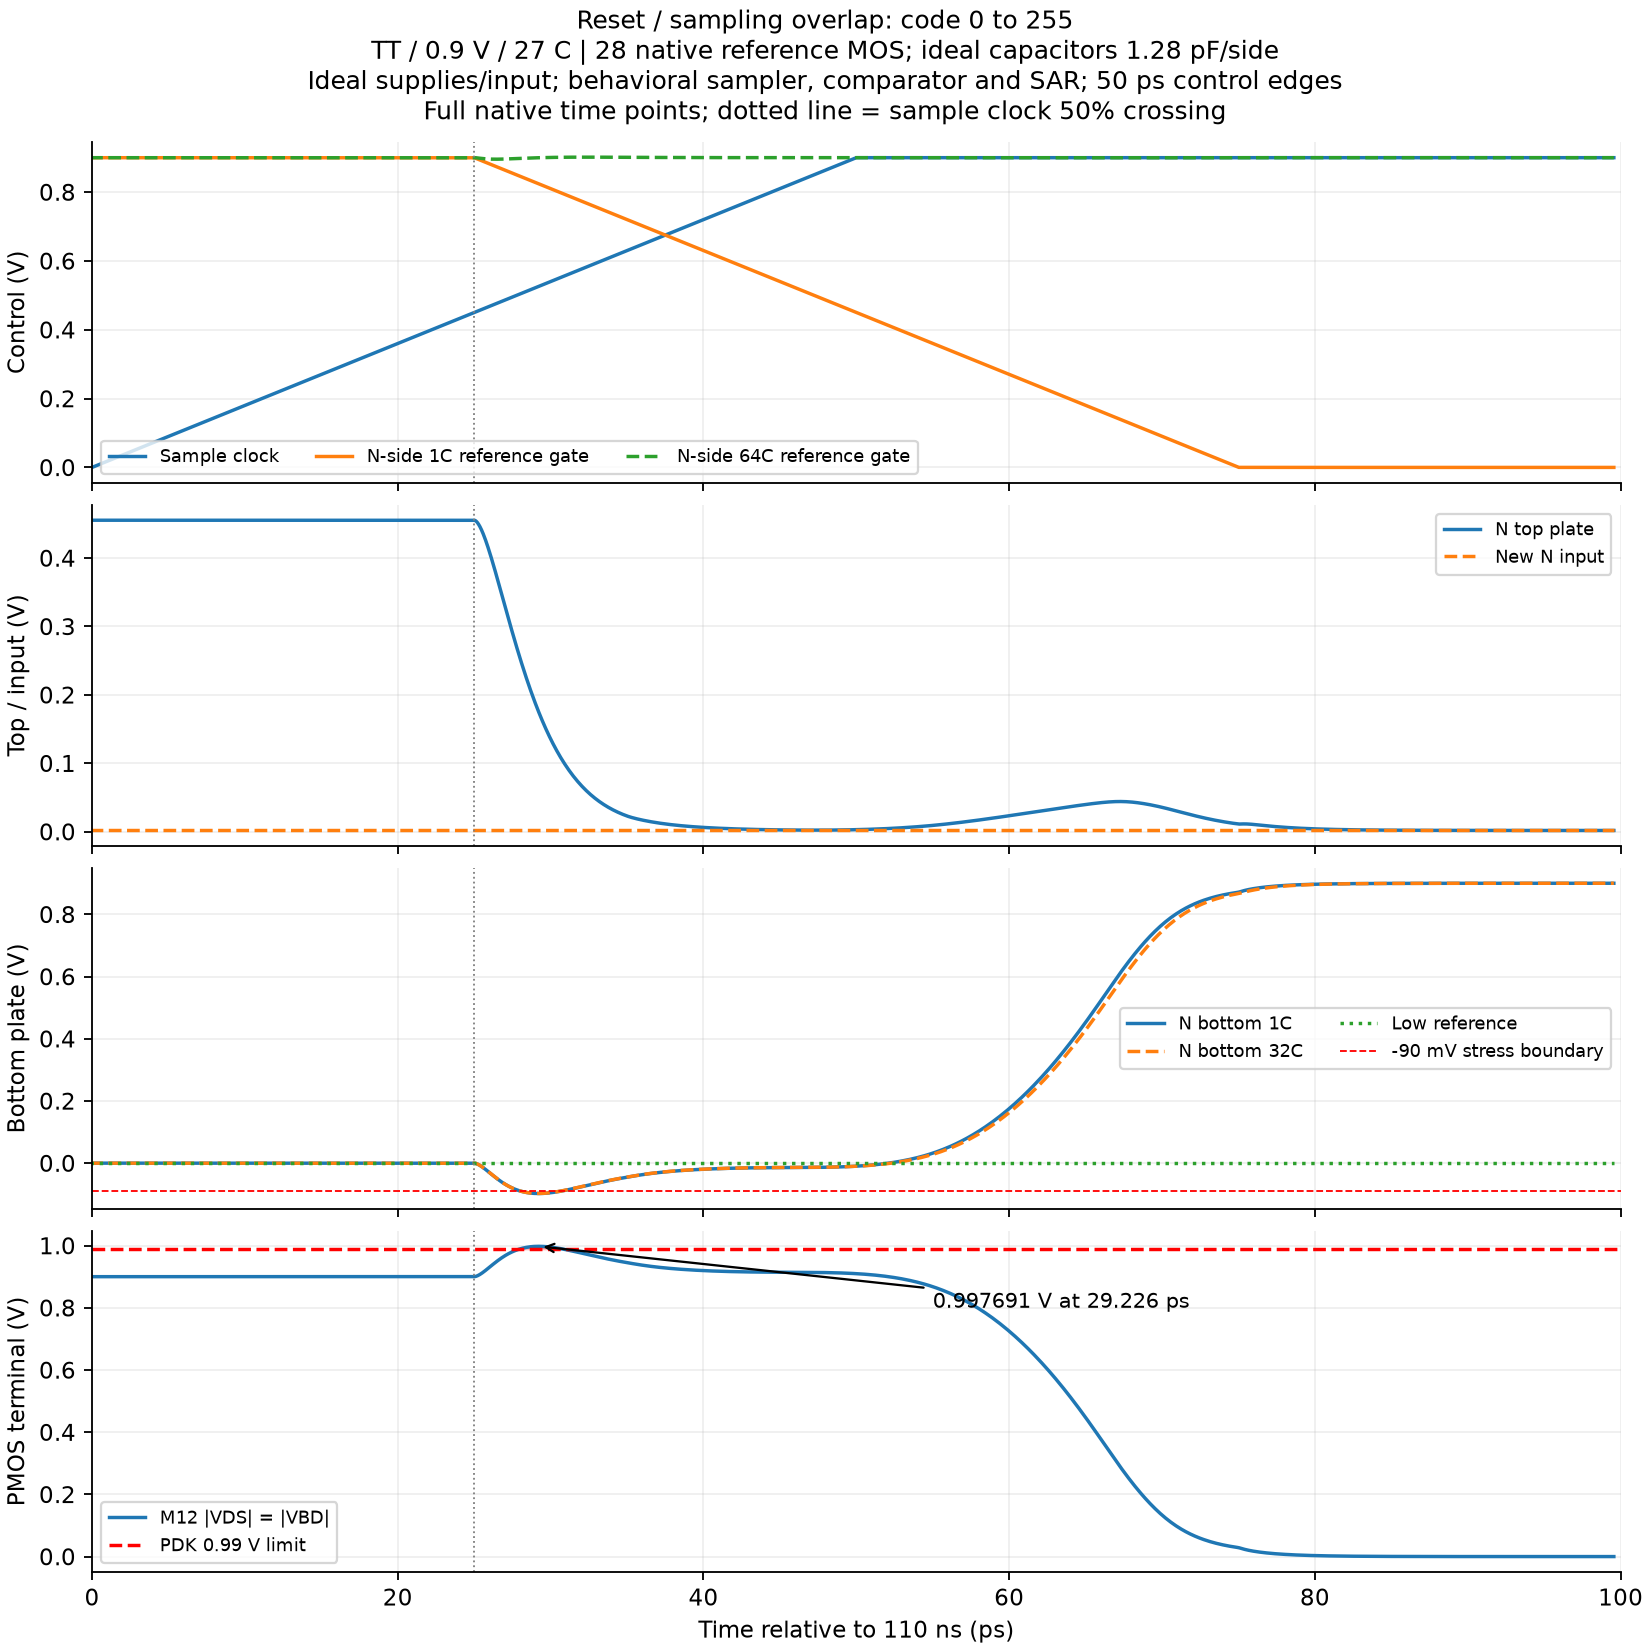 Reset / sampling overlap: code 0 to 255
TT / 0.9 V / 27 C | 28 native reference MOS; ideal capacitors 1.28 pF/side
Ideal supplies/input; behavioral sampler, comparator and SAR; 50 ps control edges
Full native time points; dotted line = sample clock 50% crossing
Control (V)
0.8
0.6
0.4
0.2
0.0
Sample clock
N-side 1C reference gate
N-side 64C reference gate
Top / input (V)
0.4
0.3
0.2
0.1
0.0
N top plate
New N input
Bottom plate (V)
0.8
0.6
0.4
0.2
0.0
N bottom 1C
N bottom 32C
Low reference
-90 mV stress boundary
PMOS terminal (V)
1.0
0.8
0.6
0.4
0.2
0.0
0.997691 V at 29.226 ps
M12 |VDS| = |VBD|
PDK 0.99 V limit
0
20
40
60
80
100
Time relative to 110 ns (ps)